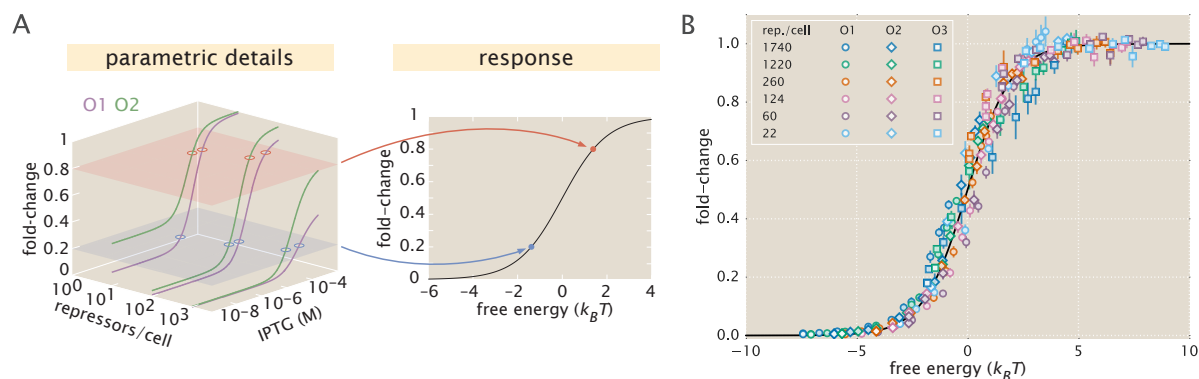 A
parametric details
response
O1 O2
1
0.8
0.6
0.4
0.2
0
fold-change
10⁰
10¹
10²
10³
repressors/cell
10⁻⁸
10⁻⁶
10⁻⁴
IPTG (M)
1
0.8
0.6
0.4
0.2
0
fold–change
−6 −4 −2 0 2 4
free energy (k_BT)
B
rep./cell O1 O2 O3
1740
1220
260
124
60
22
1.0
0.8
0.6
0.4
0.2
0.0
fold–change
−10 −5 0 5 10
free energy (k_BT)